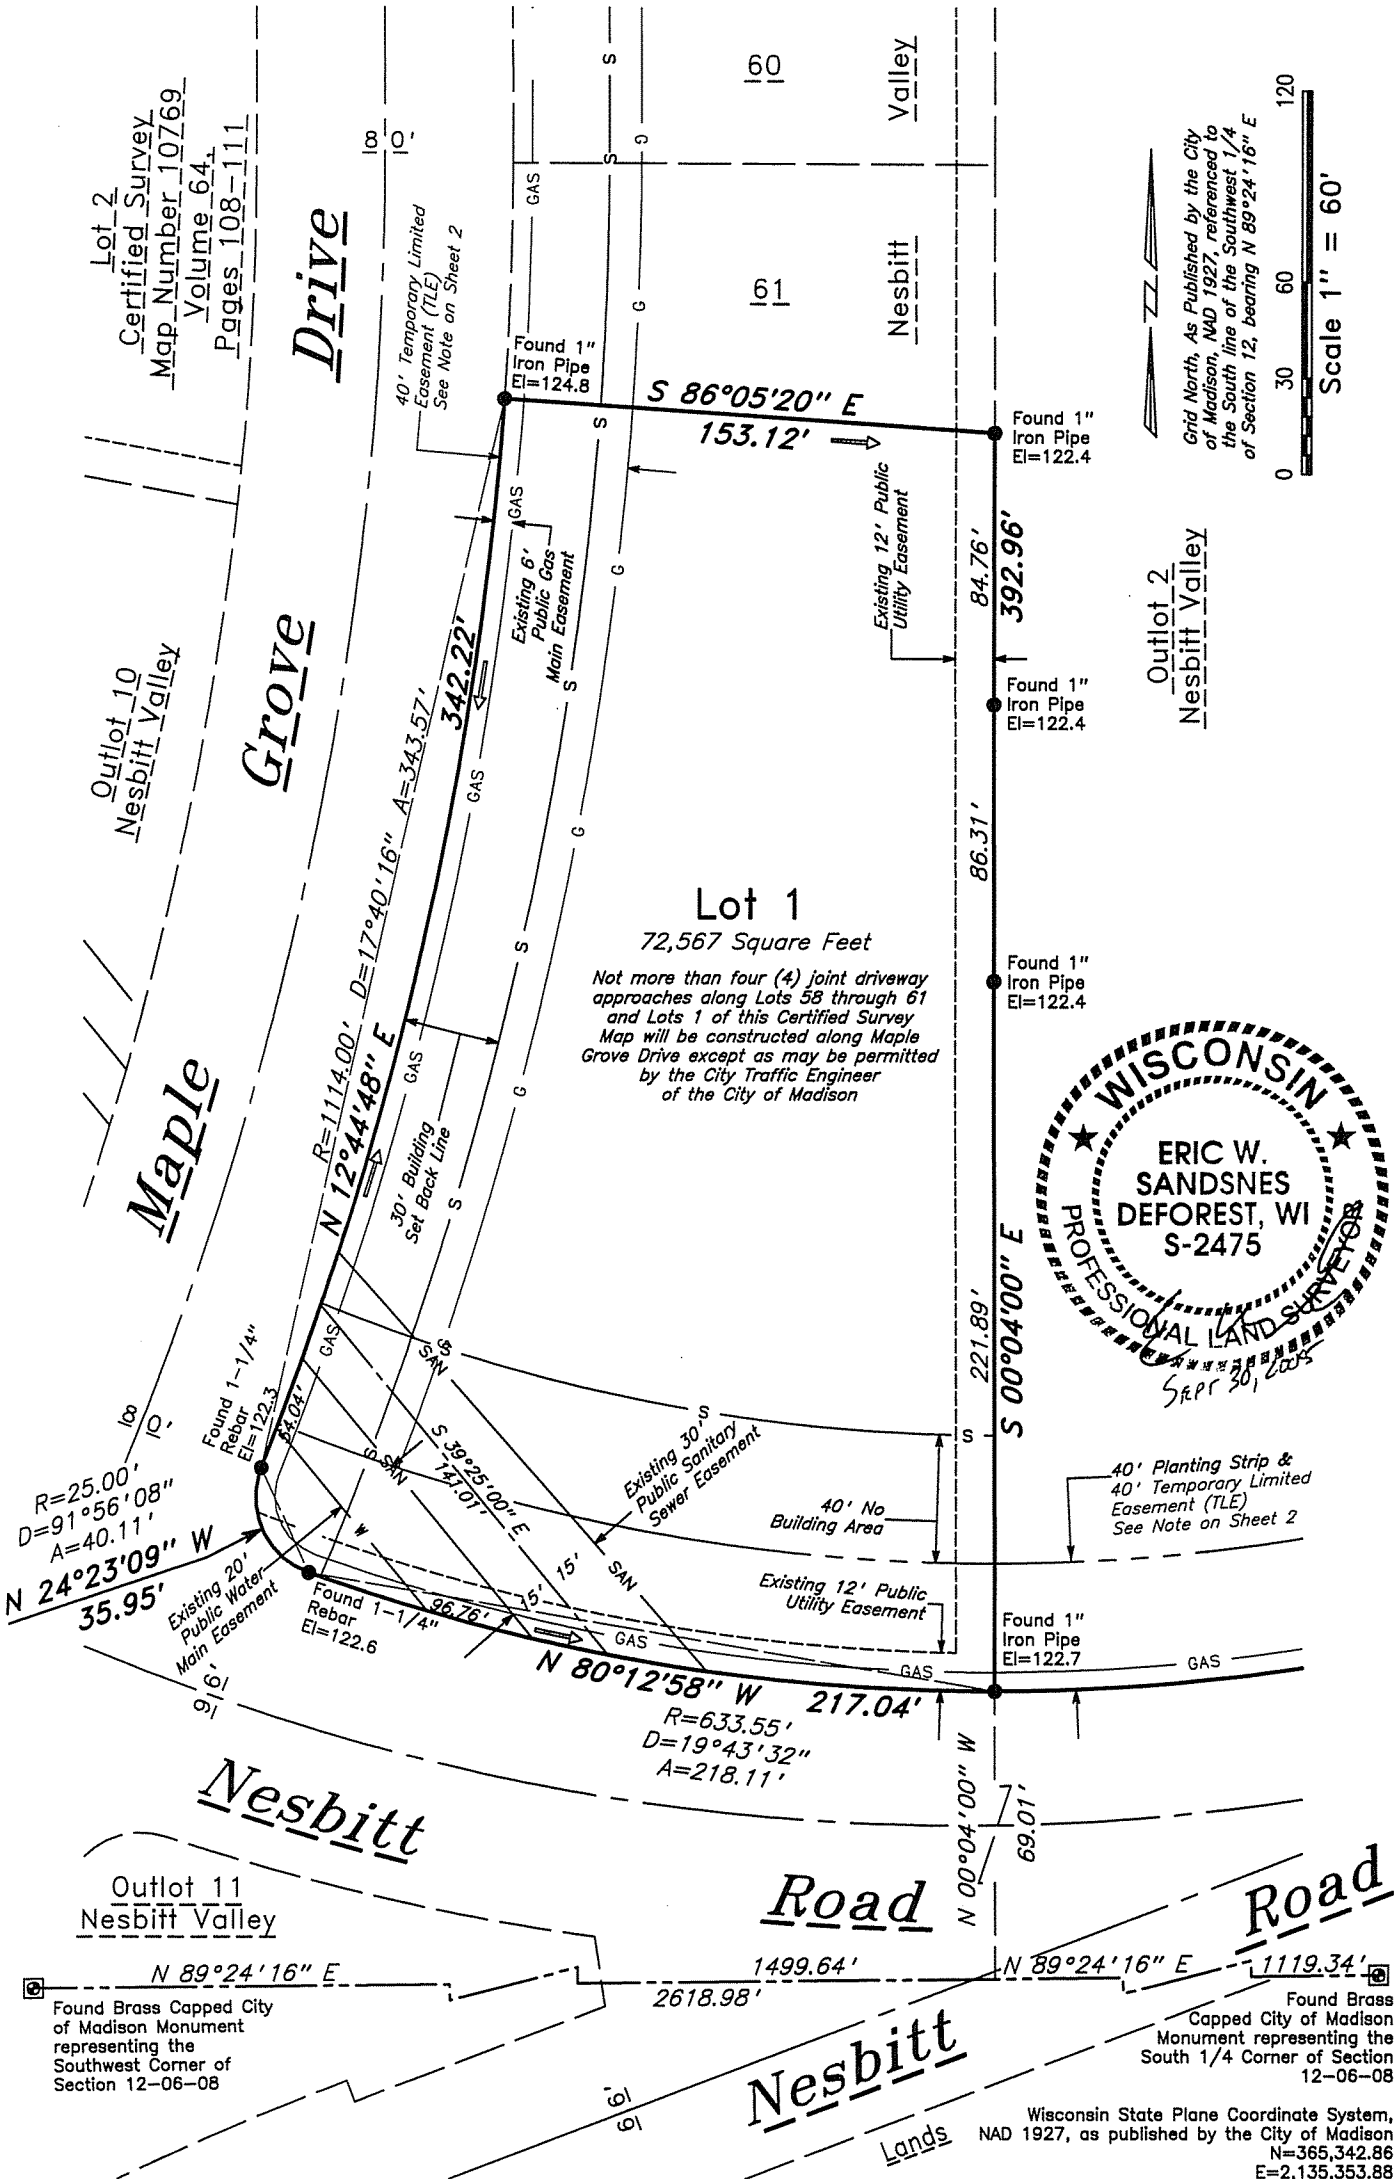 Lot 2
Certified Survey
Map Number 10769
Volume 64,
Pages 108-111
80'
60
Valley
61
Nesbitt
Drive
Grove
Maple
40' Temporary Limited
Easement (TLE)
See Note on Sheet 2
Found 1"
Iron Pipe
El=124.8
S 86°05'20" E
153.12'
Found 1"
Iron Pipe
El=122.4
Grid North, As Published by the City
of Madison, NAD 1927, referenced to
the South line of the Southwest 1/4
of Section 12, bearing N 89°24'16" E
N
0
30
60
120
Scale 1" = 60'
GAS
GAS
S
S
S
G
G
G
Existing 6'
Public Gas
Main Easement
Existing 12' Public
Utility Easement
84.76'
392.96'
Outlot 2
Nesbitt Valley
Outlot 10
Nesbitt Valley
342.22'
Found 1"
Iron Pipe
El=122.4
R=1114.00' D=17°40'16" A=343.57'
N 12°44'48" E
GAS
S
G
86.31'
Lot 1
72,567 Square Feet
Not more than four (4) joint driveway
approaches along Lots 58 through 61
and Lots 1 of this Certified Survey
Map will be constructed along Maple
Grove Drive except as may be permitted
by the City Traffic Engineer
of the City of Madison
Found 1"
Iron Pipe
El=122.4
S
G
GAS
G
30' Building
Set Back Line
S
WISCONSIN
ERIC W.
SANDSNES
DEFOREST, WI
S-2475
PROFESSIONAL LAND SURVEYOR
SEPT 30, 2005
221.89'
S 00°04'00" E
GAS
S
SAN
Found 1-1/4"
Rebar
El=122.3
54.04'
80'
100'
S
S
S
SAN
S 39°25'00" E
141.01'
Existing 30'
Public Sanitary
Sewer Easement
40' No
Building Area
40' Planting Strip &
40' Temporary Limited
Easement (TLE)
See Note on Sheet 2
R=25.00'
D=91°56'08"
A=40.11'
N 24°23'09" W
35.95'
W
SAN
Existing 20'
Public Water
Main Easement
Found 1-1/4"
Rebar
El=122.6
96.76'
15'
15'
Existing 12' Public
Utility Easement
GAS
GAS
GAS
Found 1"
Iron Pipe
El=122.7
N 80°12'58" W
217.04'
R=633.55'
D=19°43'32"
A=218.11'
N 00°04'00" W
69.01'
Nesbitt
Road
Outlot 11
Nesbitt Valley
Road
N 89°24'16" E
1499.64'
N 89°24'16" E
1119.34'
2618.98'
Found Brass Capped City
of Madison Monument
representing the
Southwest Corner of
Section 12-06-08
Found Brass
Capped City of Madison
Monument representing the
South 1/4 Corner of Section
12-06-08
Nesbitt
Lands
Wisconsin State Plane Coordinate System,
NAD 1927, as published by the City of Madison
N=365,342.86
E=2,135,353.88